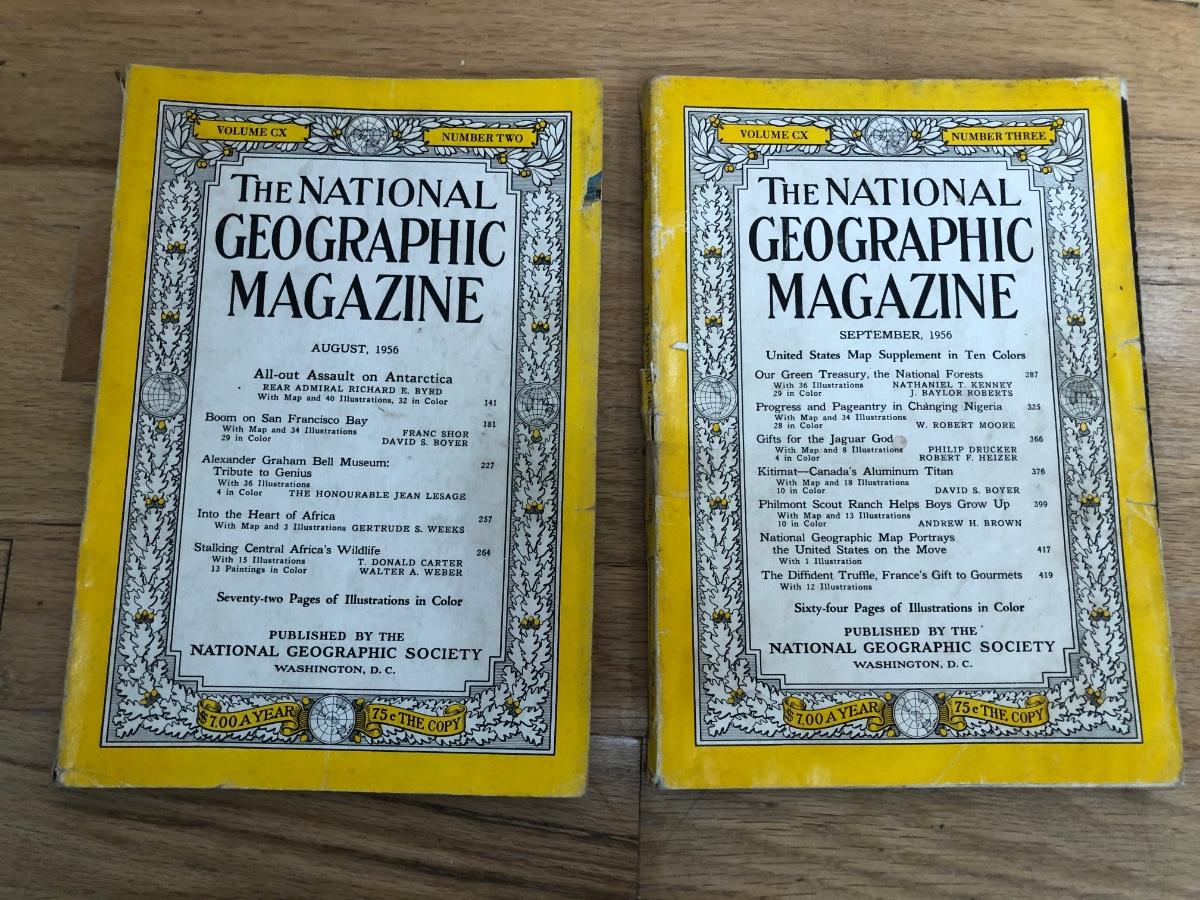 VOLUME CX
NUMBER TWO
THE NATIONAL
GEOGRAPHIC
MAGAZINE
AUGUST, 1956
All-out Assault on Antarctica
REAR ADMIRAL RICHARD E. BYRD
With Map and 40 Illustrations, 32 in Color 141
Boom on San Francisco Bay 181
With Map and 34 Illustrations FRANC SHOR
29 in Color DAVID S. BOYER
Alexander Graham Bell Museum: 227
Tribute to Genius
With 36 Illustrations
4 in Color THE HONOURABLE JEAN LESAGE
Into the Heart of Africa 257
With Map and 3 Illustrations GERTRUDE S. WEEKS
Stalking Central Africa's Wildlife 264
With 15 Illustrations T. DONALD CARTER
13 Paintings in Color WALTER A. WEBER
Seventy-two Pages of Illustrations in Color
PUBLISHED BY THE
NATIONAL GEOGRAPHIC SOCIETY
WASHINGTON, D. C.
$7.00 A YEAR
75c THE COPY
VOLUME CX
NUMBER THREE
THE NATIONAL
GEOGRAPHIC
MAGAZINE
SEPTEMBER, 1956
United States Map Supplement in Ten Colors
Our Green Treasury, the National Forests 287
With 36 Illustrations NATHANIEL T. KENNEY
29 in Color J. BAYLOR ROBERTS
Progress and Pageantry in Changing Nigeria 325
With Map and 34 Illustrations
28 in Color W. ROBERT MOORE
Gifts for the Jaguar God 366
With Map and 8 Illustrations PHILIP DRUCKER
4 in Color ROBERT F. HEIZER
Kitimat—Canada's Aluminum Titan 376
With Map and 18 Illustrations
10 in Color DAVID S. BOYER
Philmont Scout Ranch Helps Boys Grow Up 399
With Map and 13 Illustrations
10 in Color ANDREW H. BROWN
National Geographic Map Portrays
the United States on the Move 417
With 1 Illustration
The Diffident Truffle, France's Gift to Gourmets 419
With 12 Illustrations
Sixty-four Pages of Illustrations in Color
PUBLISHED BY THE
NATIONAL GEOGRAPHIC SOCIETY
WASHINGTON, D. C.
$7.00 A YEAR
75c THE COPY